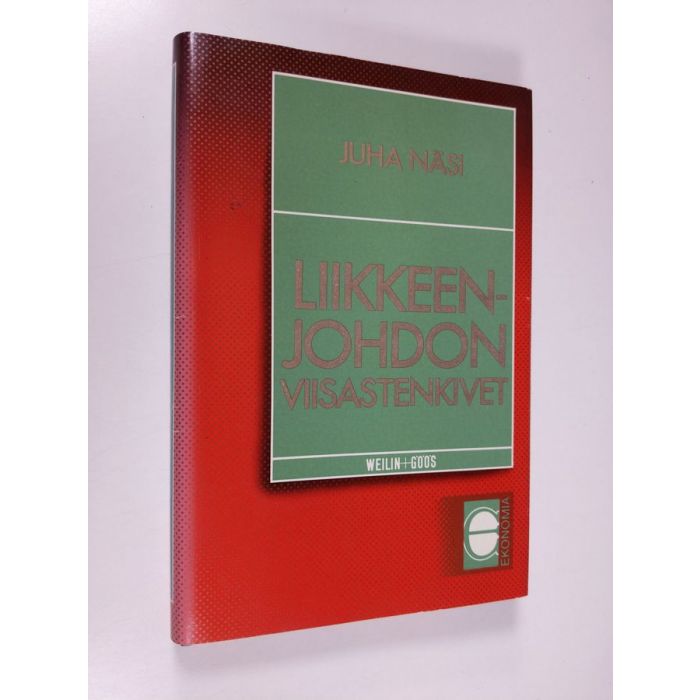 JUHA NÄSI
LIIKKEEN-
JOHDON
VIISASTENKIVET
WEILIN+GÖÖS
e
EKONOMIA